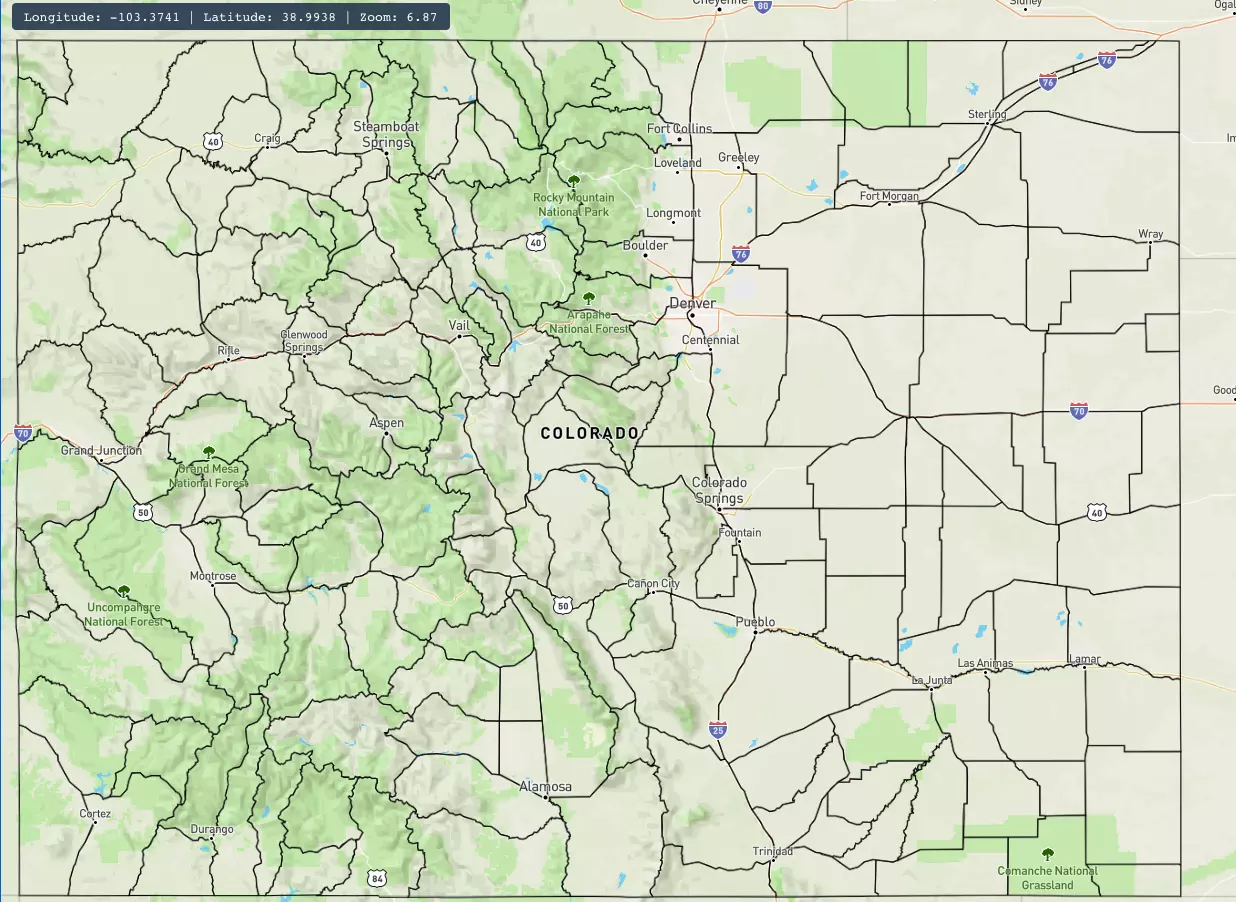 Longitude: -103.3741 | Latitude: 38.9938 | Zoom: 6.87
Cheyenne
80
Sidney
76
76
Sterling
40
Craig
Steamboat
Springs
Fort Collins
Loveland
Greeley
Rocky Mountain
National Park
Fort Morgan
Longmont
40
Boulder
76
Wray
Denver
Arapaho
National Forest
Vail
Glenwood
Springs
Rifle
Centennial
70
Aspen
COLORADO
70
Grand Junction
Grand Mesa
National Forest
Colorado
Springs
50
40
Fountain
Montrose
Cañon City
Uncompahgre
National Forest
50
Pueblo
Las Animas
Lamar
La Junta
25
Alamosa
Cortez
Durango
Trinidad
84
Comanche National
Grassland